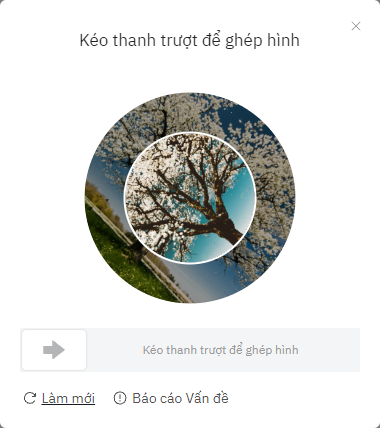 Kéo thanh trượt để ghép hình
Kéo thanh trượt để ghép hình
Làm mới Báo cáo Vấn đề